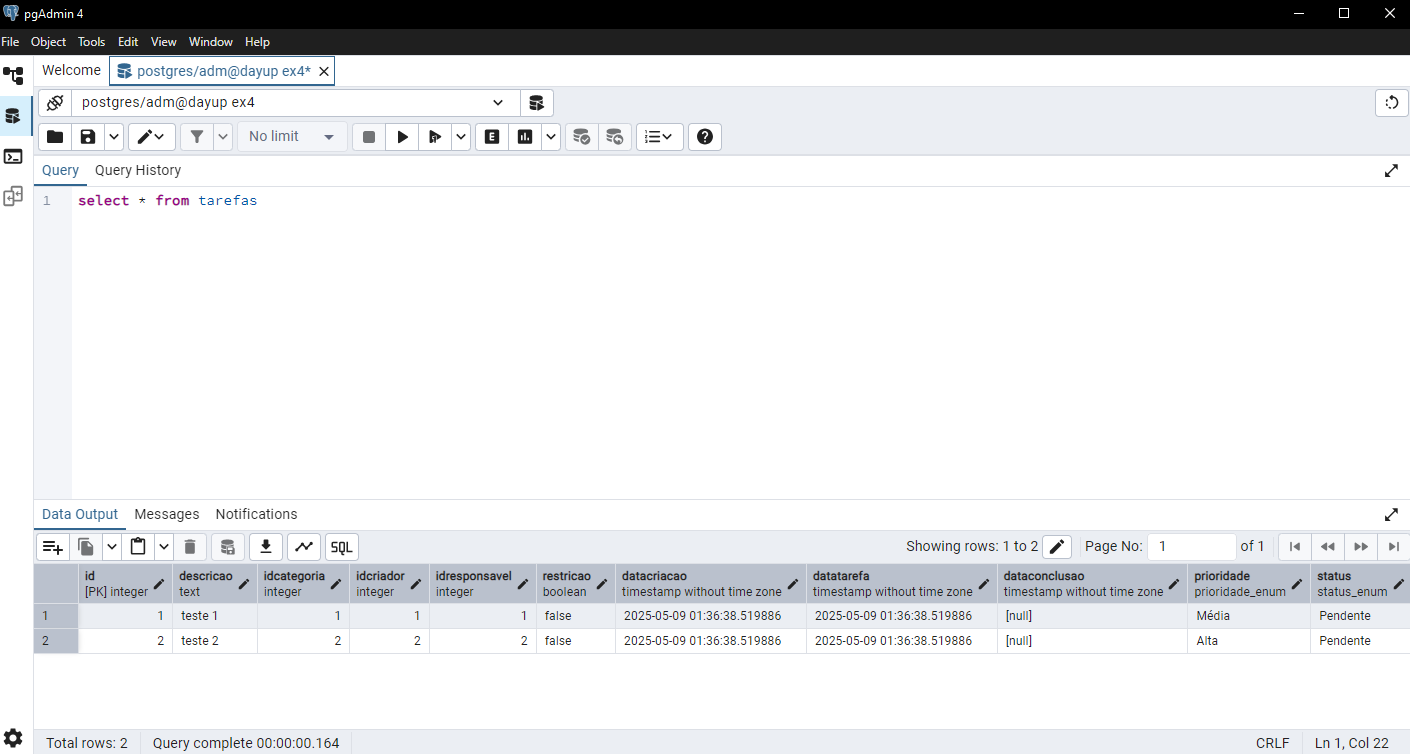 pgAdmin 4
File Object Tools Edit View Window Help
Welcome postgres/adm@dayup ex4*
postgres/adm@dayup ex4
No limit E
Query Query History
1 select * from tarefas
Data Output Messages Notifications
SQL Showing rows: 1 to 2 Page No: 1 of 1
id descricao idcategoria idcriador idresponsavel restricao datacriacao datatarefa dataconclusao prioridade status
[PK] integer text integer integer integer boolean timestamp without time zone timestamp without time zone timestamp without time zone prioridade_enum status_enum
1 1 teste 1 1 1 1 false 2025-05-09 01:36:38.519886 2025-05-09 01:36:38.519886 [null] Média Pendente
2 2 teste 2 2 2 2 false 2025-05-09 01:36:38.519886 2025-05-09 01:36:38.519886 [null] Alta Pendente
Total rows: 2 Query complete 00:00:00.164 CRLF Ln 1, Col 22